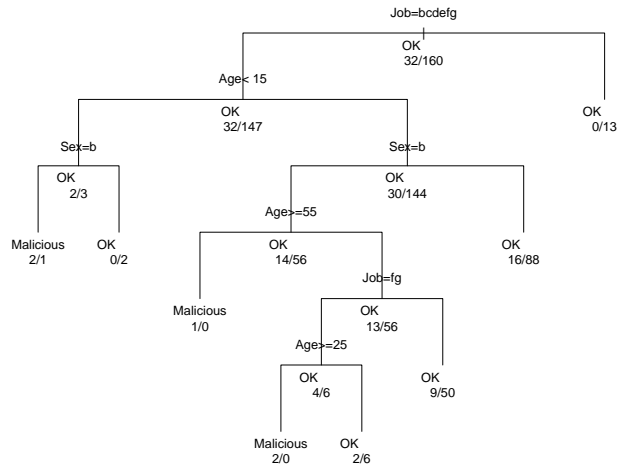 Job=bcdefg
OK
32/160
Age< 15
OK
32/147
OK
0/13
Sex=b
OK
2/3
Sex=b
OK
30/144
Malicious
2/1
OK
0/2
Age>=55
OK
14/56
OK
16/88
Malicious
1/0
Job=fg
OK
13/56
Age>=25
OK
4/6
OK
9/50
Malicious
2/0
OK
2/6